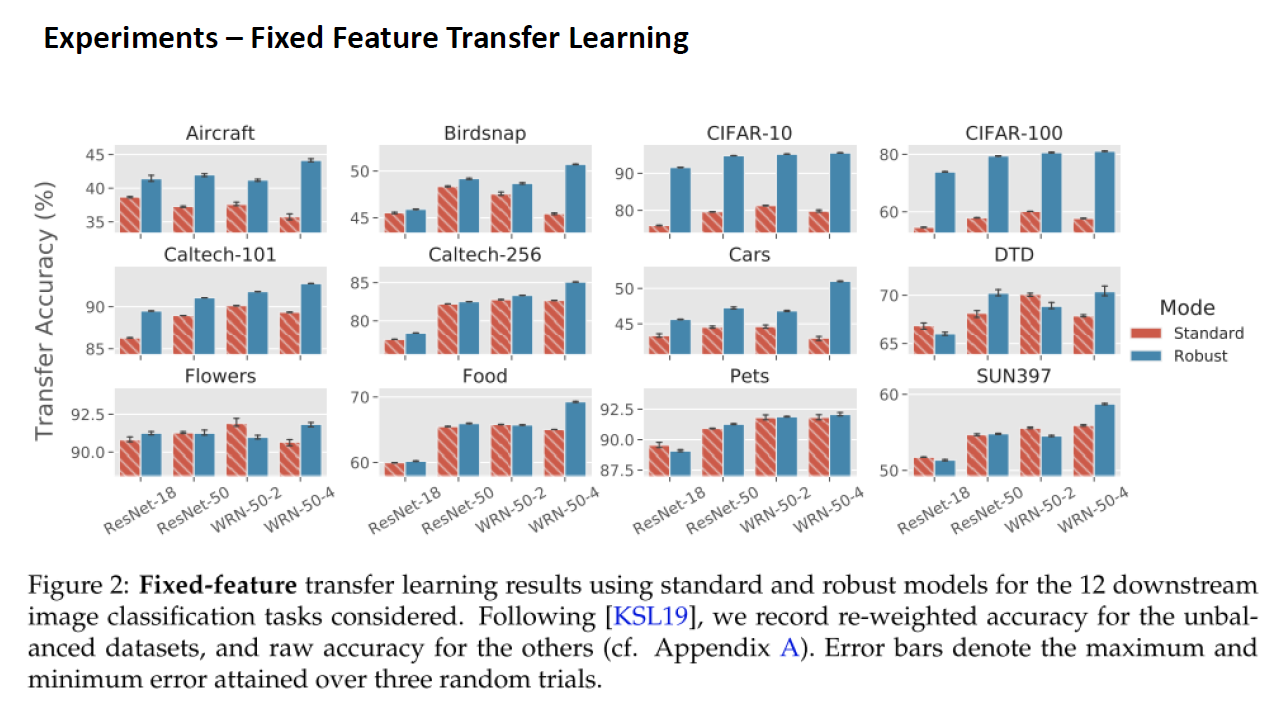 Experiments – Fixed Feature Transfer Learning
Transfer Accuracy (%)
Aircraft
45
40
35
Birdsnap
50
45
CIFAR-10
90
80
CIFAR-100
80
60
Caltech-101
90
85
Caltech-256
85
80
Cars
50
45
DTD
70
65
Mode
Standard
Robust
Flowers
92.5
90.0
Food
70
60
Pets
92.5
90.0
87.5
SUN397
60
50
ResNet-18 ResNet-50 WRN-50-2 WRN-50-4
ResNet-18 ResNet-50 WRN-50-2 WRN-50-4
ResNet-18 ResNet-50 WRN-50-2 WRN-50-4
ResNet-18 ResNet-50 WRN-50-2 WRN-50-4
Figure 2: Fixed-feature transfer learning results using standard and robust models for the 12 downstream
image classification tasks considered. Following [KSL19], we record re-weighted accuracy for the unbal-
anced datasets, and raw accuracy for the others (cf. Appendix A). Error bars denote the maximum and
minimum error attained over three random trials.